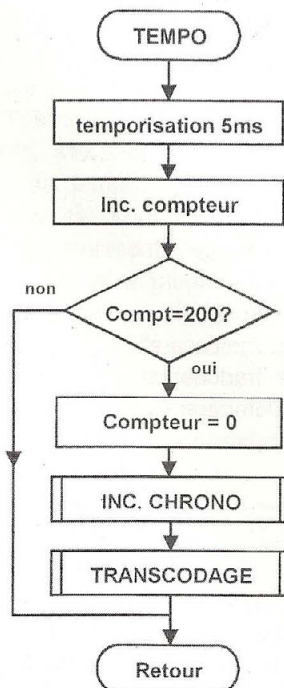 TEMPO
temporisation 5ms
Inc. compteur
non
Compt=200?
oui
Compteur = 0
INC. CHRONO
TRANSCODAGE
Retour